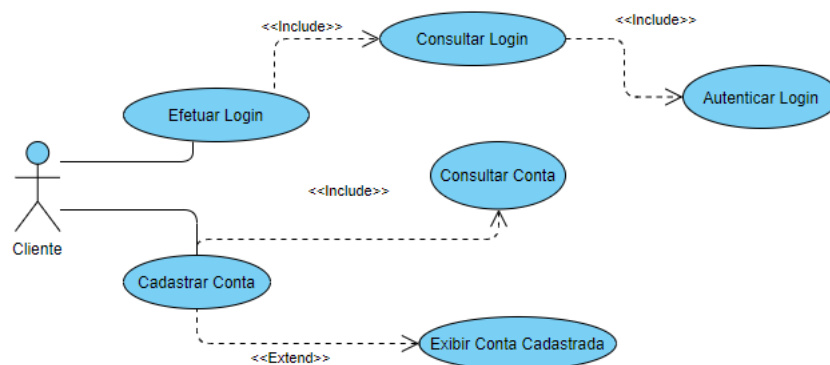 <<Include>>
Consultar Login
<<Include>>
Autenticar Login
Efetuar Login
Consultar Conta
<<Include>>
Cliente
Cadastrar Conta
Exibir Conta Cadastrada
<<Extend>>